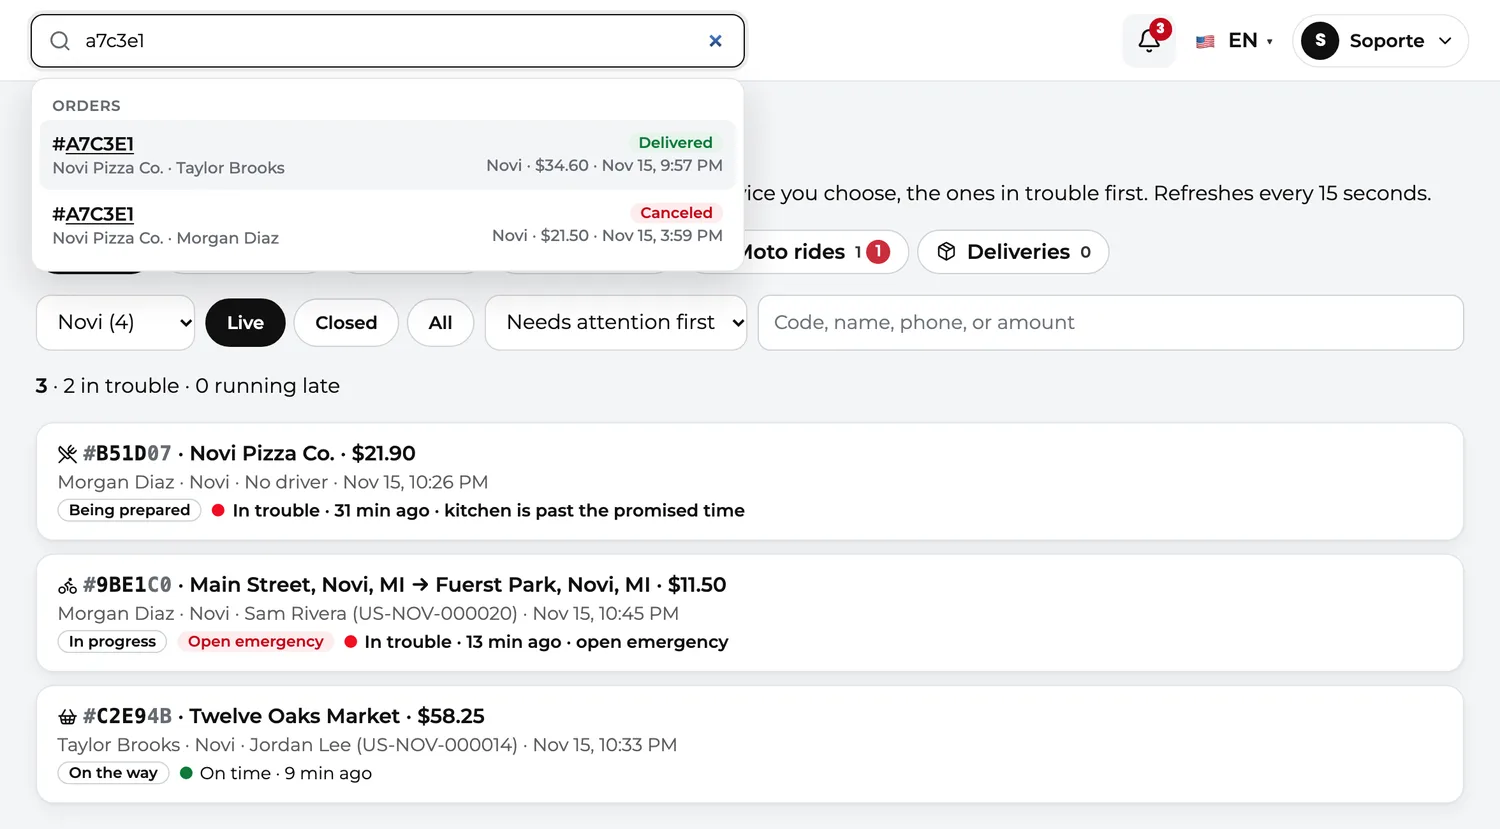 a7c3e1
3
EN
S
Soporte
ORDERS
#A7C3E1
Delivered
Novi Pizza Co. · Taylor Brooks
Novi · $34.60 · Nov 15, 9:57 PM
#A7C3E1
Canceled
Novi Pizza Co. · Morgan Diaz
Novi · $21.50 · Nov 15, 3:59 PM
you choose, the ones in trouble first. Refreshes every 15 seconds.
Moto rides 1 1
Deliveries 0
Novi (4)
Live
Closed
All
Needs attention first
Code, name, phone, or amount
3 · 2 in trouble · 0 running late
#B51D07 · Novi Pizza Co. · $21.90
Morgan Diaz · Novi · No driver · Nov 15, 10:26 PM
Being prepared In trouble · 31 min ago · kitchen is past the promised time
#9BE1C0 · Main Street, Novi, MI → Fuerst Park, Novi, MI · $11.50
Morgan Diaz · Novi · Sam Rivera (US-NOV-000020) · Nov 15, 10:45 PM
In progress Open emergency In trouble · 13 min ago · open emergency
#C2E94B · Twelve Oaks Market · $58.25
Taylor Brooks · Novi · Jordan Lee (US-NOV-000014) · Nov 15, 10:33 PM
On the way On time · 9 min ago